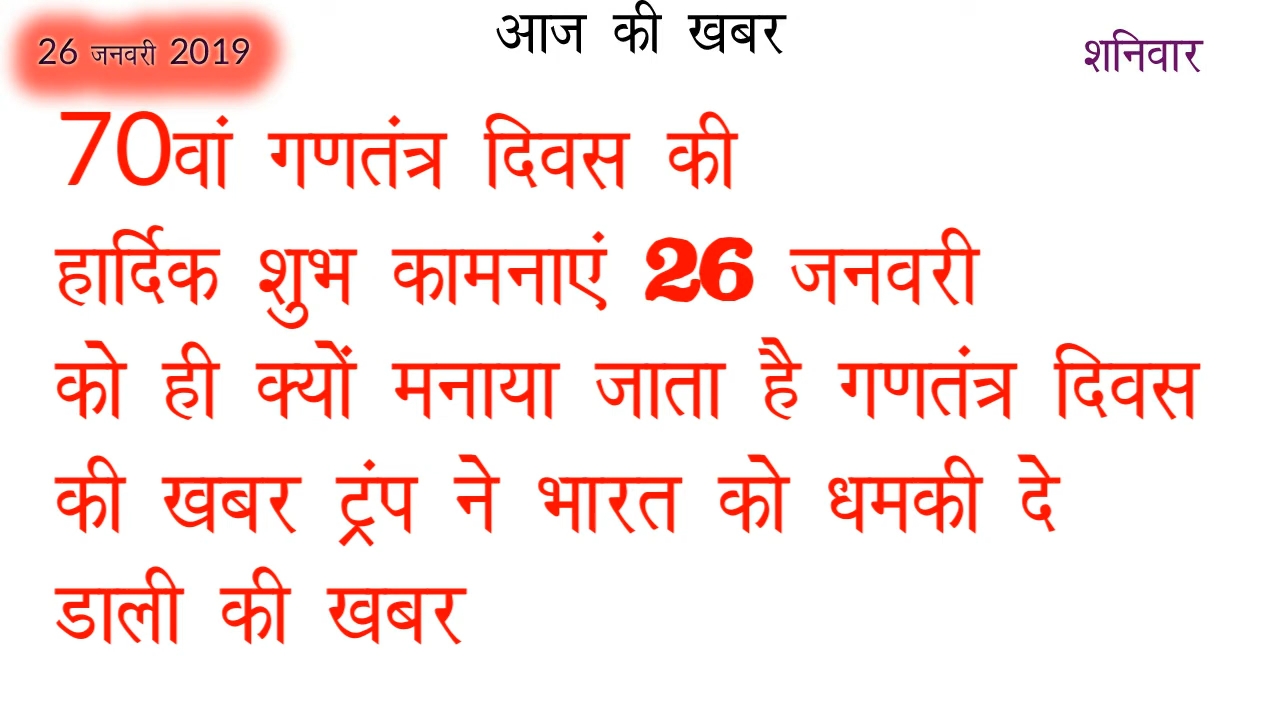 26 जनवरी 2019
आज की खबर
शनिवार
70वां गणतंत्र दिवस की
हार्दिक शुभ कामनाएं 26 जनवरी
को ही क्यों मनाया जाता है गणतंत्र दिवस
की खबर ट्रंप ने भारत को धमकी दे
डाली की खबर